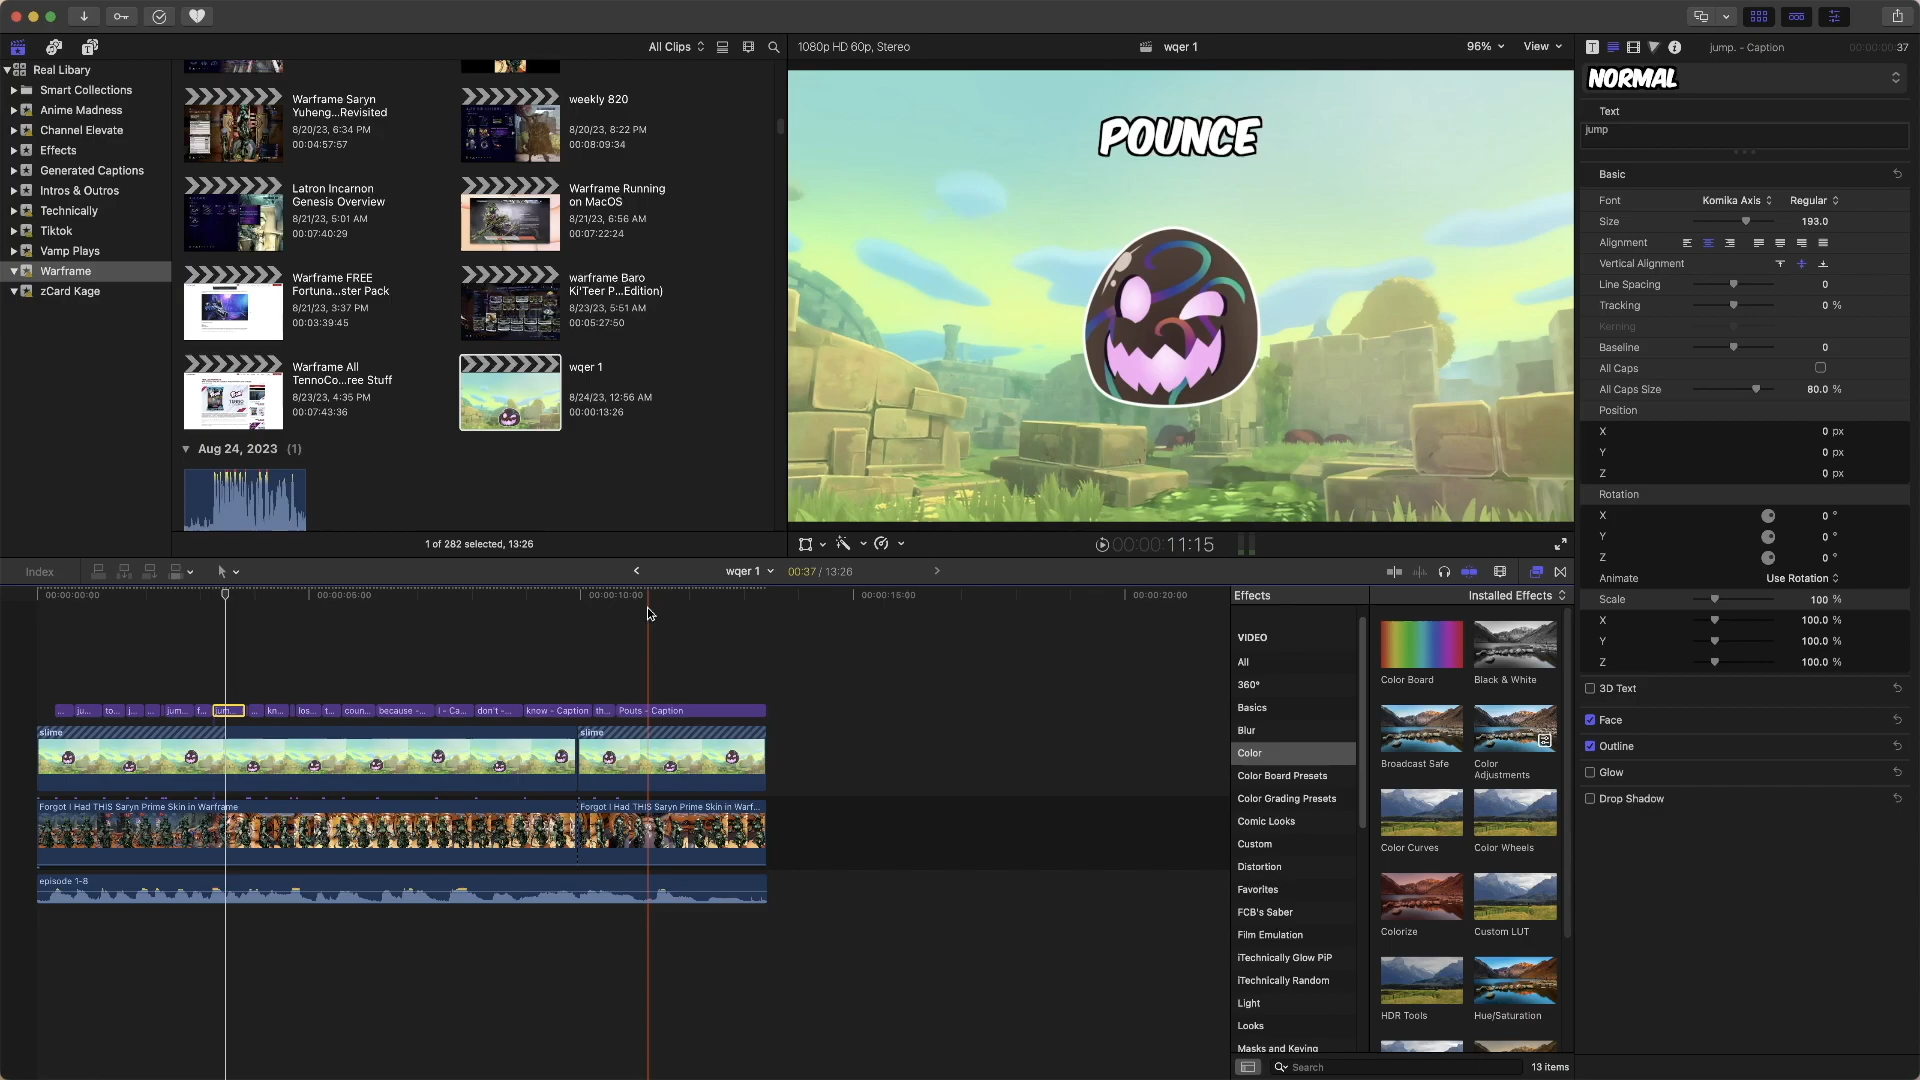 All Clips
1080p HD 60p, Stereo
wqer 1
96%
View
jump. - Caption
00:00:00:37
Real Libary
Smart Collections
Anime Madness
Channel Elevate
Effects
Generated Captions
Intros & Outros
Technically
Tiktok
Vamp Plays
Warframe
zCard Kage
Warframe Saryn
Yuheng...Revisited
8/20/23, 6:34 PM
00:04:57:57
weekly 820
8/20/23, 8:22 PM
00:08:09:34
Latron Incarnon
Genesis Overview
8/21/23, 5:01 AM
00:07:40:29
Warframe Running
on MacOS
8/21/23, 6:56 AM
00:07:22:24
Warframe FREE
Fortuna...ster Pack
8/21/23, 3:37 PM
00:03:39:45
warframe Baro
Ki'Teer P...Edition)
8/23/23, 5:51 AM
00:05:27:50
Warframe All
TennoCo...ree Stuff
8/23/23, 4:35 PM
00:07:43:36
wqer 1
8/24/23, 12:56 AM
00:00:13:26
Aug 24, 2023 (1)
1 of 282 selected, 13:26
POUNCE
00:00:11:15
NORMAL
Text
jump
Basic
Font Komika Axis Regular
Size 193.0
Alignment
Vertical Alignment
Line Spacing 0
Tracking 0 %
Kerning
Baseline 0
All Caps
All Caps Size 80.0 %
Position
X 0 px
Y 0 px
Z 0 px
Rotation
X 0 °
Y 0 °
Z 0 °
Animate Use Rotation
Scale 100 %
X 100.0 %
Y 100.0 %
Z 100.0 %
3D Text
Face
Outline
Glow
Drop Shadow
Index
wqer 1
00:37 / 13:26
00:00:00:00
00:00:05:00
00:00:10:00
00:00:15:00
00:00:20:00
... ju... to... j... ... jum... f... jum... ... kn... los... t... coun... because -... I - Ca... don't -... know - Caption th... Pouts - Caption
slime
slime
Forgot I Had THIS Saryn Prime Skin in Warframe
Forgot I Had THIS Saryn Prime Skin in Warf...
episode 1-8
Effects
Installed Effects
VIDEO
All
360°
Basics
Blur
Color
Color Board Presets
Color Grading Presets
Comic Looks
Custom
Distortion
Favorites
FCB's Saber
Film Emulation
iTechnically Glow PiP
iTechnically Random
Light
Looks
Masks and Keying
Color Board
Black & White
Broadcast Safe
Color
Adjustments
Color Curves
Color Wheels
Colorize
Custom LUT
HDR Tools
Hue/Saturation
Search
13 items